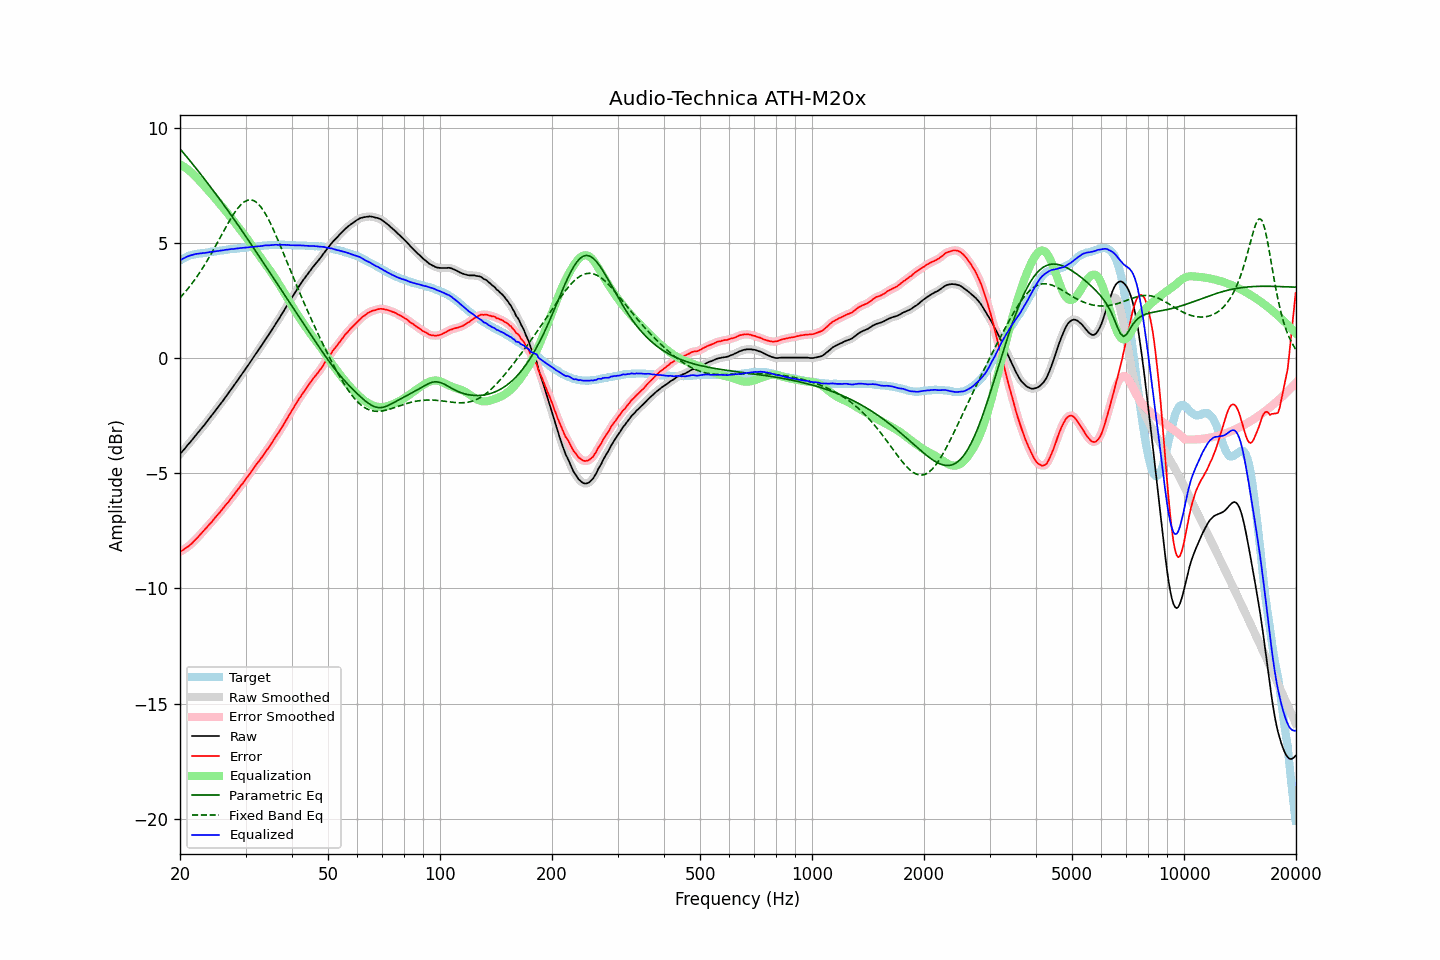 Audio-Technica ATH-M20x
10
5
0
−5
−10
−15
−20
Amplitude (dBr)
Target
Raw Smoothed
Error Smoothed
Raw
Error
Equalization
Parametric Eq
Fixed Band Eq
Equalized
20 50 100 200 500 1000 2000 5000 10000 20000
Frequency (Hz)